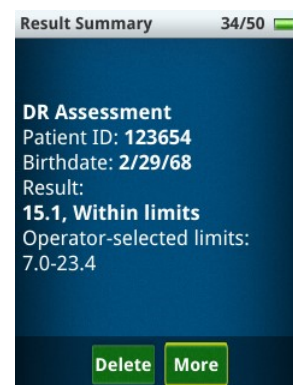 Result Summary 34/50
DR Assessment
Patient ID: 123654
Birthdate: 2/29/68
Result:
15.1, Within limits
Operator-selected limits:
7.0-23.4
Delete More